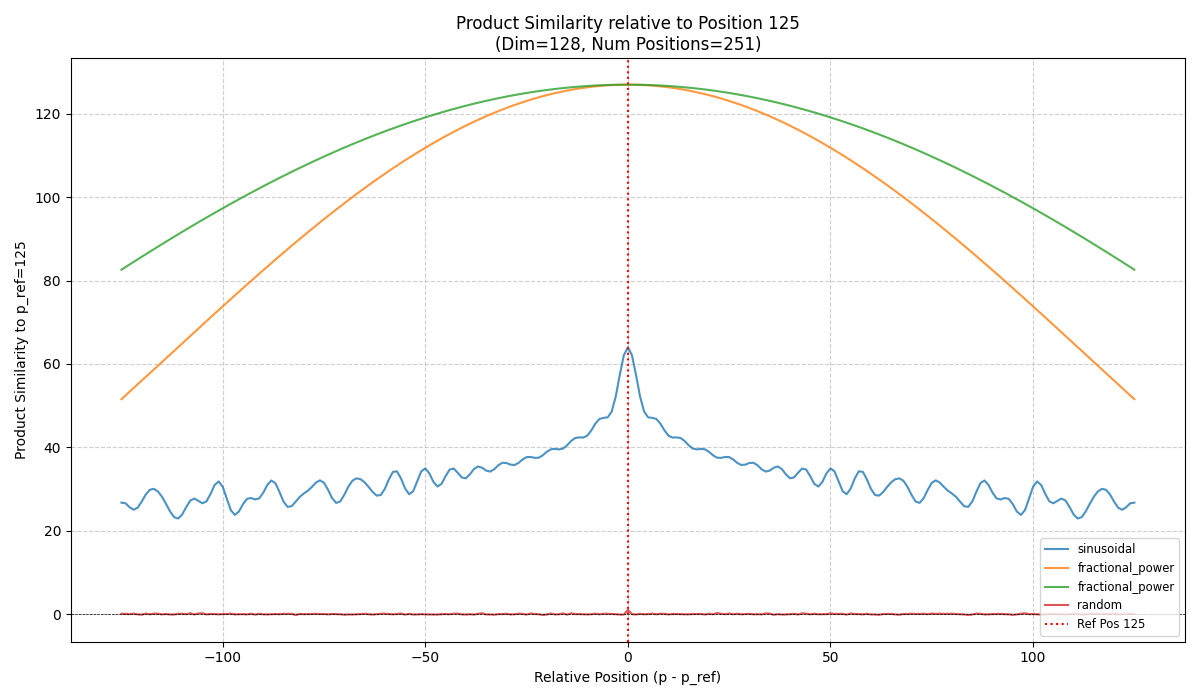 Product Similarity relative to Position 125
(Dim=128, Num Positions=251)
Product Similarity to p_ref=125
120
100
80
60
40
20
0
−100
−50
0
50
100
Relative Position (p - p_ref)
sinusoidal
fractional_power
fractional_power
random
Ref Pos 125